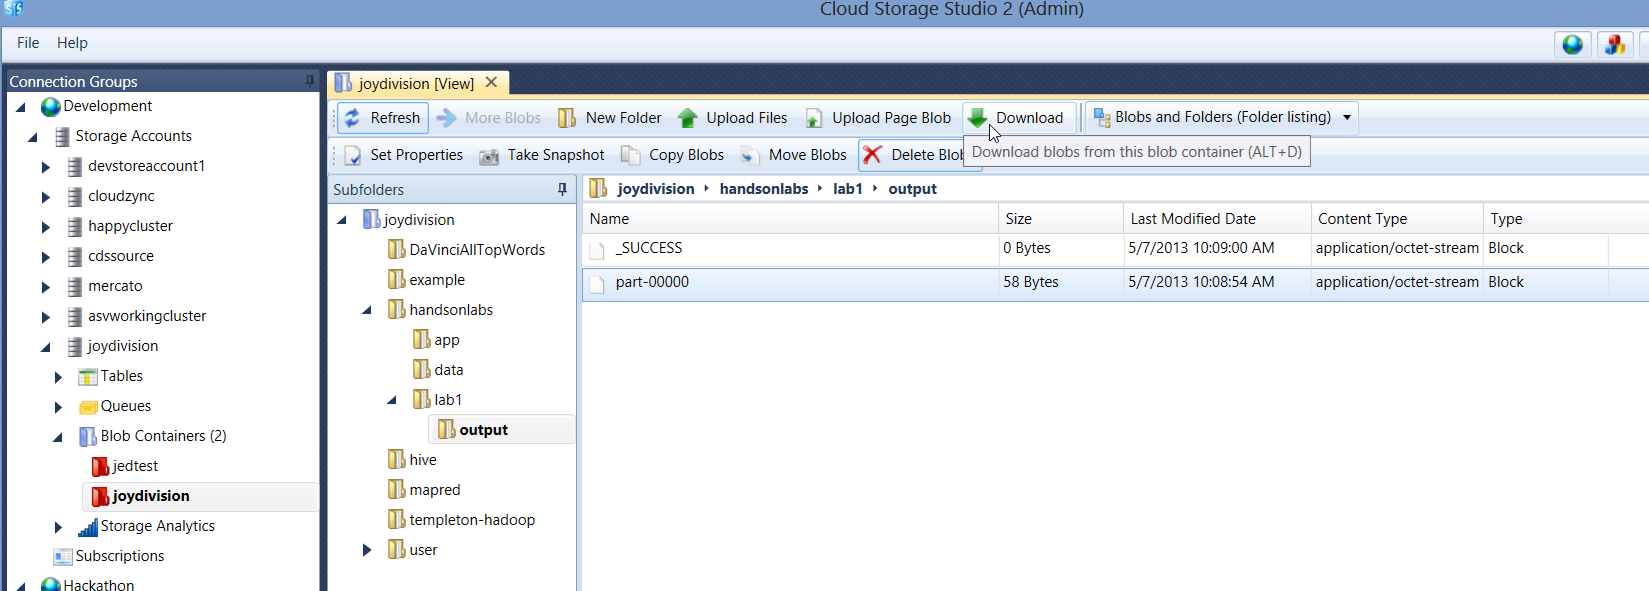 Cloud Storage Studio 2 (Admin)
File Help
Connection Groups
Development
Storage Accounts
devstoreaccount1
cloudzync
happycluster
cdssource
mercato
asvworkingcluster
joydivision
Tables
Queues
Blob Containers (2)
jedtest
joydivision
Storage Analytics
Subscriptions
Hackathon
joydivision [View]
Refresh More Blobs New Folder Upload Files Upload Page Blob Download Blobs and Folders (Folder listing)
Set Properties Take Snapshot Copy Blobs Move Blobs Delete Blob
Download blobs from this blob container (ALT+D)
Subfolders
joydivision
DaVinciAllTopWords
example
handsonlabs
app
data
lab1
output
hive
mapred
templeton-hadoop
user
joydivision handsonlabs lab1 output
Name Size Last Modified Date Content Type Type
_SUCCESS 0 Bytes 5/7/2013 10:09:00 AM application/octet-stream Block
part-00000 58 Bytes 5/7/2013 10:08:54 AM application/octet-stream Block